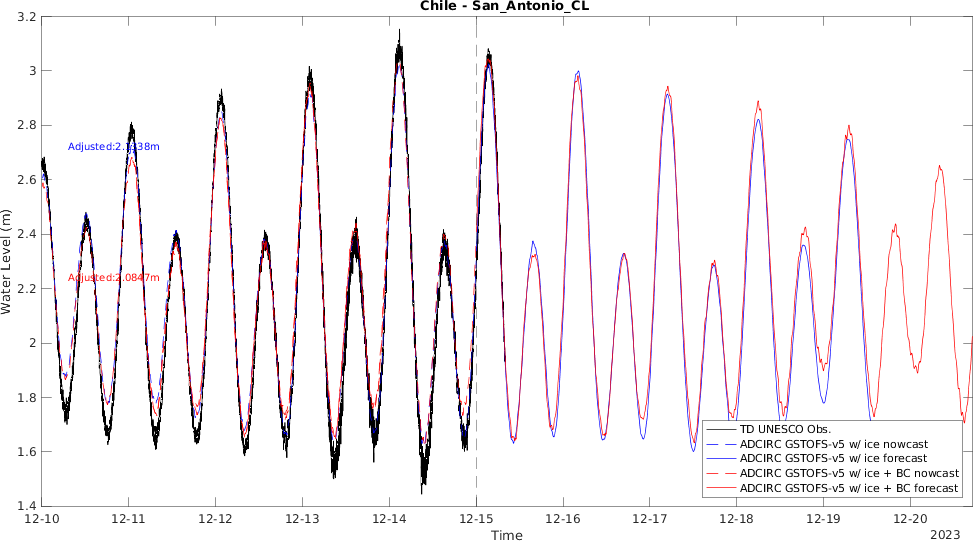 Chile - San_Antonio_CL
3.2
3
2.8
2.6
2.4
2.2
2
1.8
1.6
1.4
Water Level (m)
Adjusted:2.1338m
Adjusted:2.0847m
TD UNESCO Obs.
ADCIRC GSTOFS-v5 w/ ice nowcast
ADCIRC GSTOFS-v5 w/ ice forecast
ADCIRC GSTOFS-v5 w/ ice + BC nowcast
ADCIRC GSTOFS-v5 w/ ice + BC forecast
12-10 12-11 12-12 12-13 12-14 12-15 12-16 12-17 12-18 12-19 12-20
Time
2023